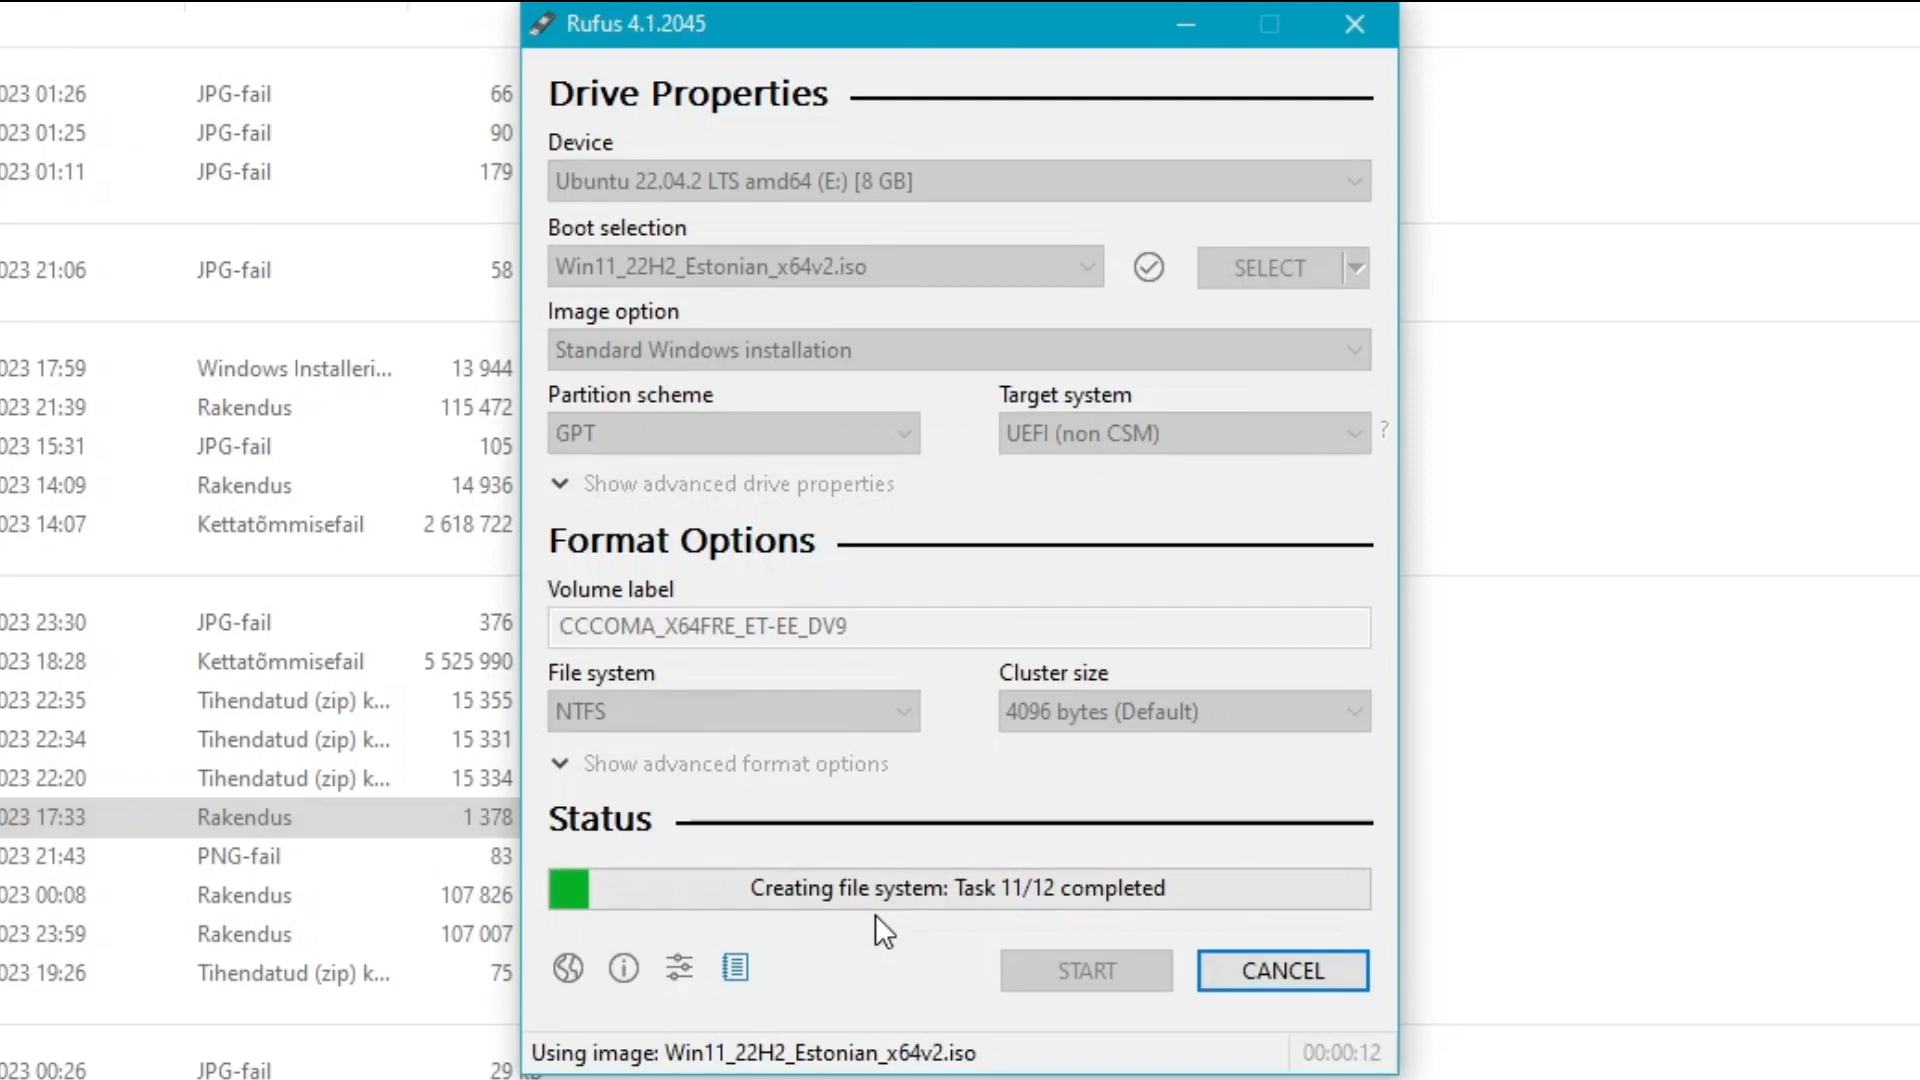 Rufus 4.1.2045
Drive Properties
Device
Ubuntu 22.04.2 LTS amd64 (E:) [8 GB]
Boot selection
Win11_22H2_Estonian_x64v2.iso
SELECT
Image option
Standard Windows installation
Partition scheme
Target system
GPT
UEFI (non CSM)
?
Show advanced drive properties
Format Options
Volume label
CCCOMA_X64FRE_ET-EE_DV9
File system
Cluster size
NTFS
4096 bytes (Default)
Show advanced format options
Status
Creating file system: Task 11/12 completed
START
CANCEL
Using image: Win11_22H2_Estonian_x64v2.iso
00:00:12
023 01:26 JPG-fail 66
023 01:25 JPG-fail 90
023 01:11 JPG-fail 179
023 21:06 JPG-fail 58
023 17:59 Windows Installeri... 13 944
023 21:39 Rakendus 115 472
023 15:31 JPG-fail 105
023 14:09 Rakendus 14 936
023 14:07 Kettatõmmisefail 2 618 722
023 23:30 JPG-fail 376
023 18:28 Kettatõmmisefail 5 525 990
023 22:35 Tihendatud (zip) k... 15 355
023 22:34 Tihendatud (zip) k... 15 331
023 22:20 Tihendatud (zip) k... 15 334
023 17:33 Rakendus 1 378
023 21:43 PNG-fail 83
023 00:08 Rakendus 107 826
023 23:59 Rakendus 107 007
023 19:26 Tihendatud (zip) k... 75
023 00:26 JPG-fail 29